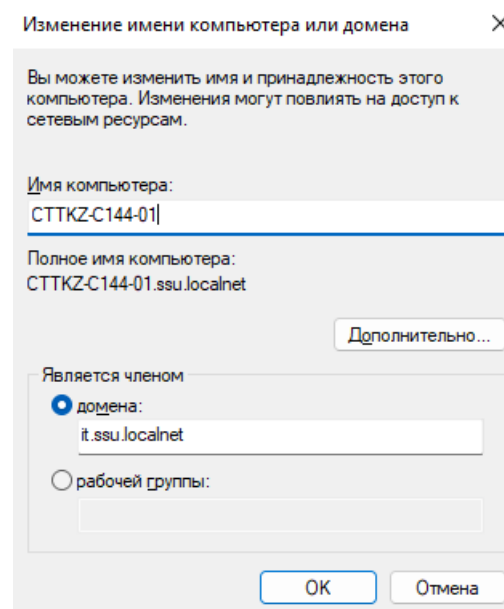 Изменение имени компьютера или домена
Вы можете изменить имя и принадлежность этого
компьютера. Изменения могут повлиять на доступ к
сетевым ресурсам.
Имя компьютера:
CTTKZ-C144-01
Полное имя компьютера:
CTTKZ-C144-01.ssu.localnet
Дополнительно...
Является членом
домена:
it.ssu.localnet
рабочей группы:
OK Отмена